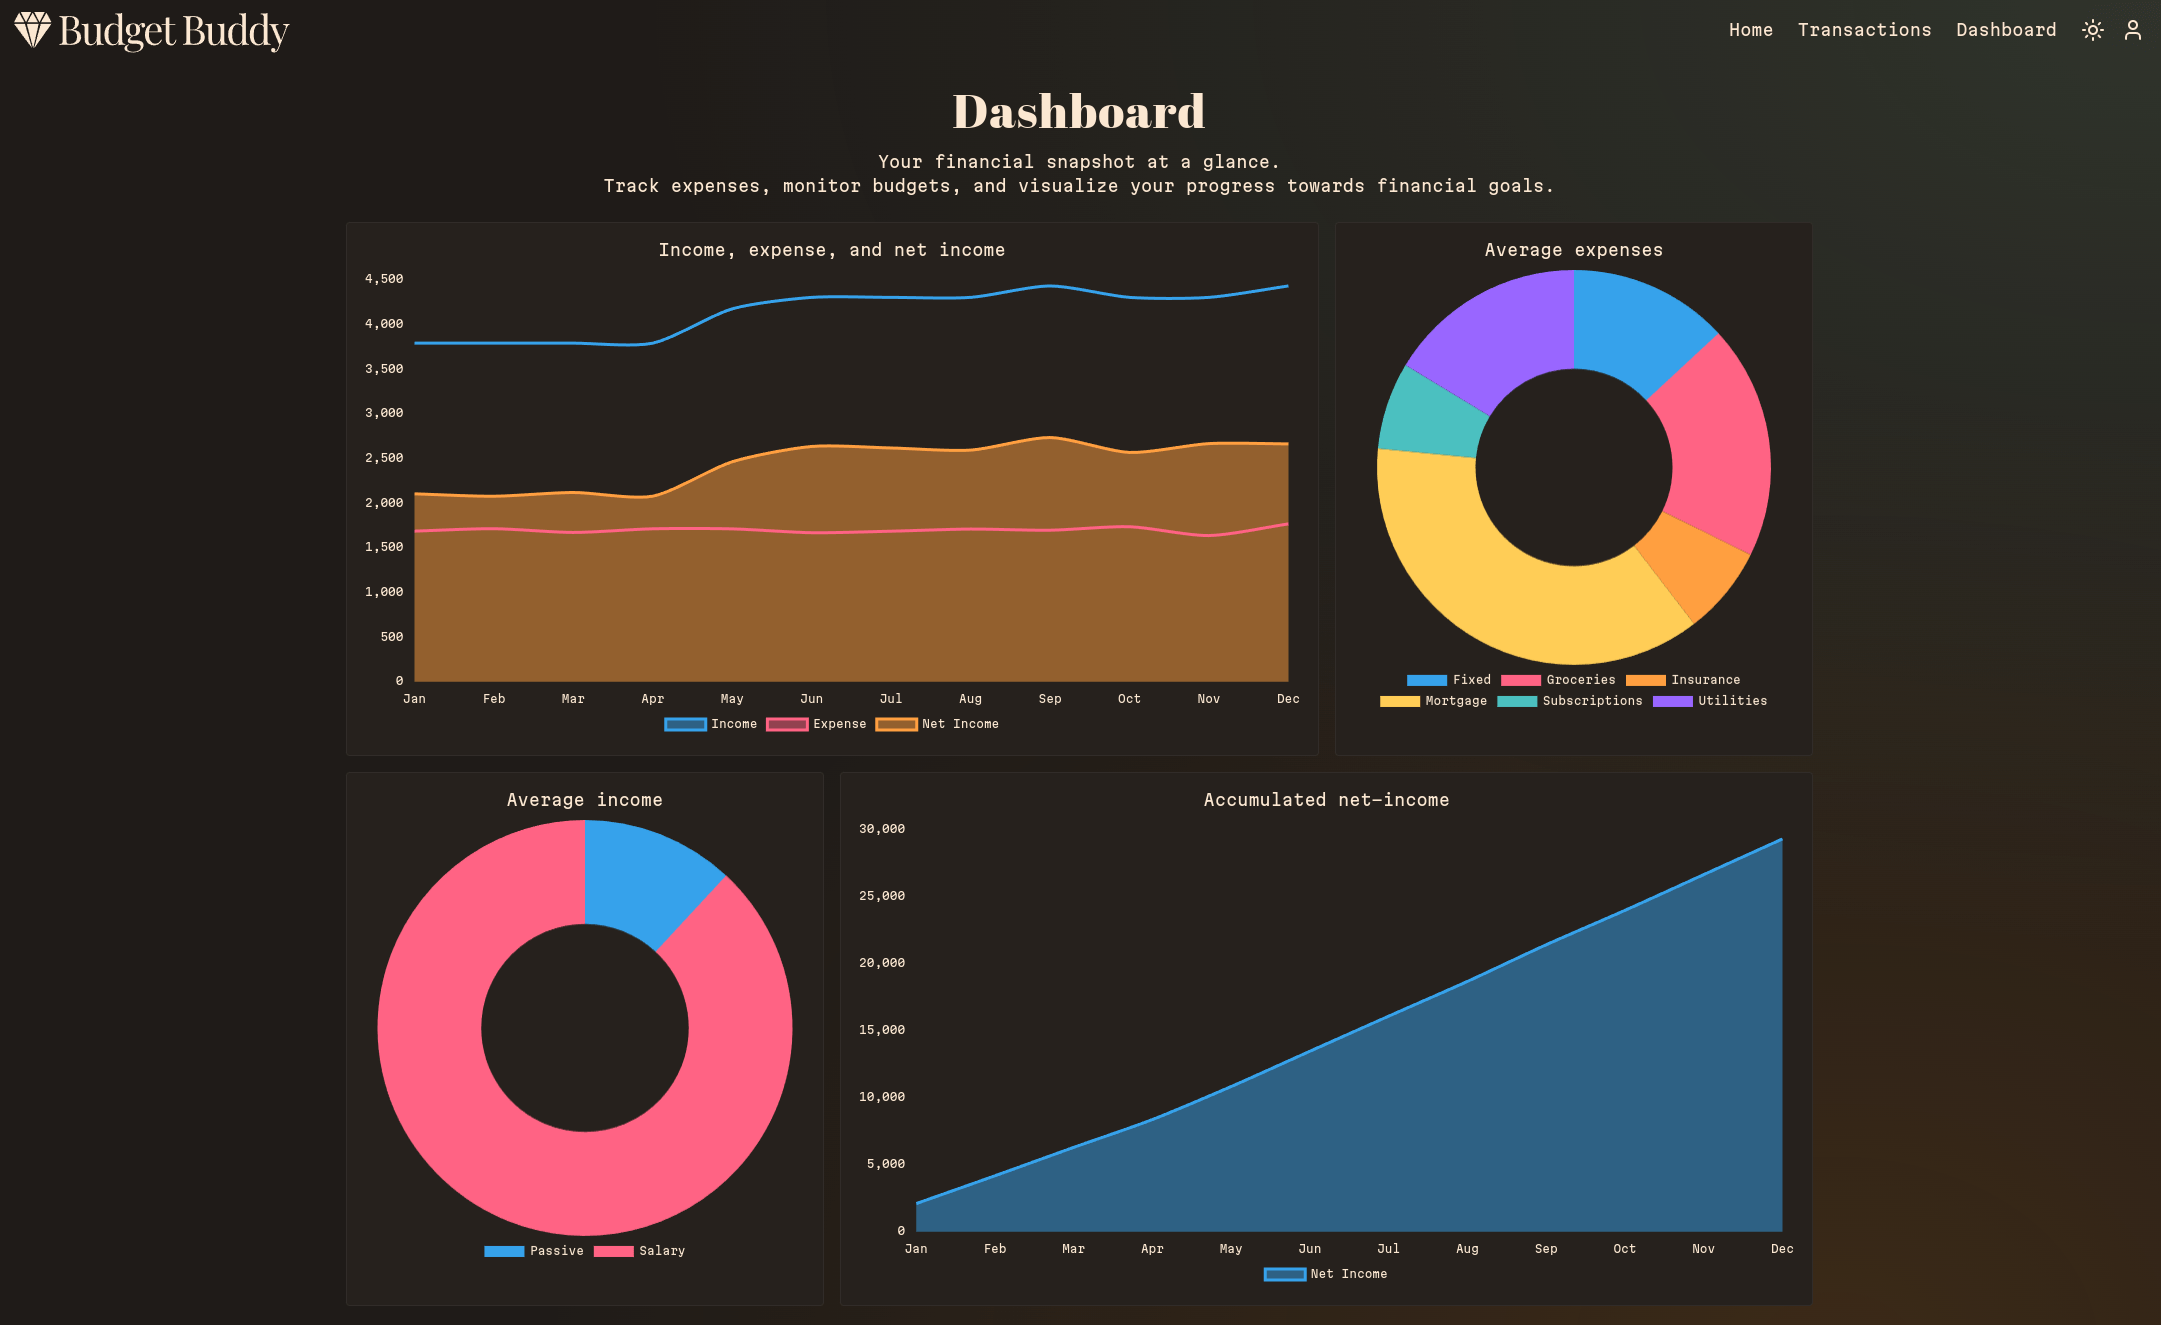 Budget Buddy
Home Transactions Dashboard
Dashboard
Your financial snapshot at a glance.
Track expenses, monitor budgets, and visualize your progress towards financial goals.
Income, expense, and net income
4,500
4,000
3,500
3,000
2,500
2,000
1,500
1,000
500
0
Jan Feb Mar Apr May Jun Jul Aug Sep Oct Nov Dec
Income Expense Net Income
Average expenses
Fixed Groceries Insurance
Mortgage Subscriptions Utilities
Average income
Passive Salary
Accumulated net-income
30,000
25,000
20,000
15,000
10,000
5,000
0
Jan Feb Mar Apr May Jun Jul Aug Sep Oct Nov Dec
Net Income